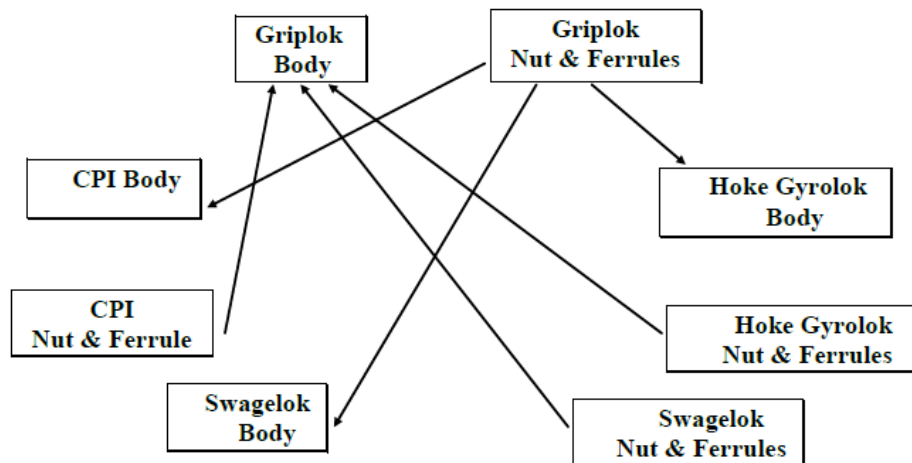 Griplok
Body
Griplok
Nut & Ferrules
CPI Body
Hoke Gyrolok
Body
CPI
Nut & Ferrule
Hoke Gyrolok
Nut & Ferrules
Swagelok
Body
Swagelok
Nut & Ferrules